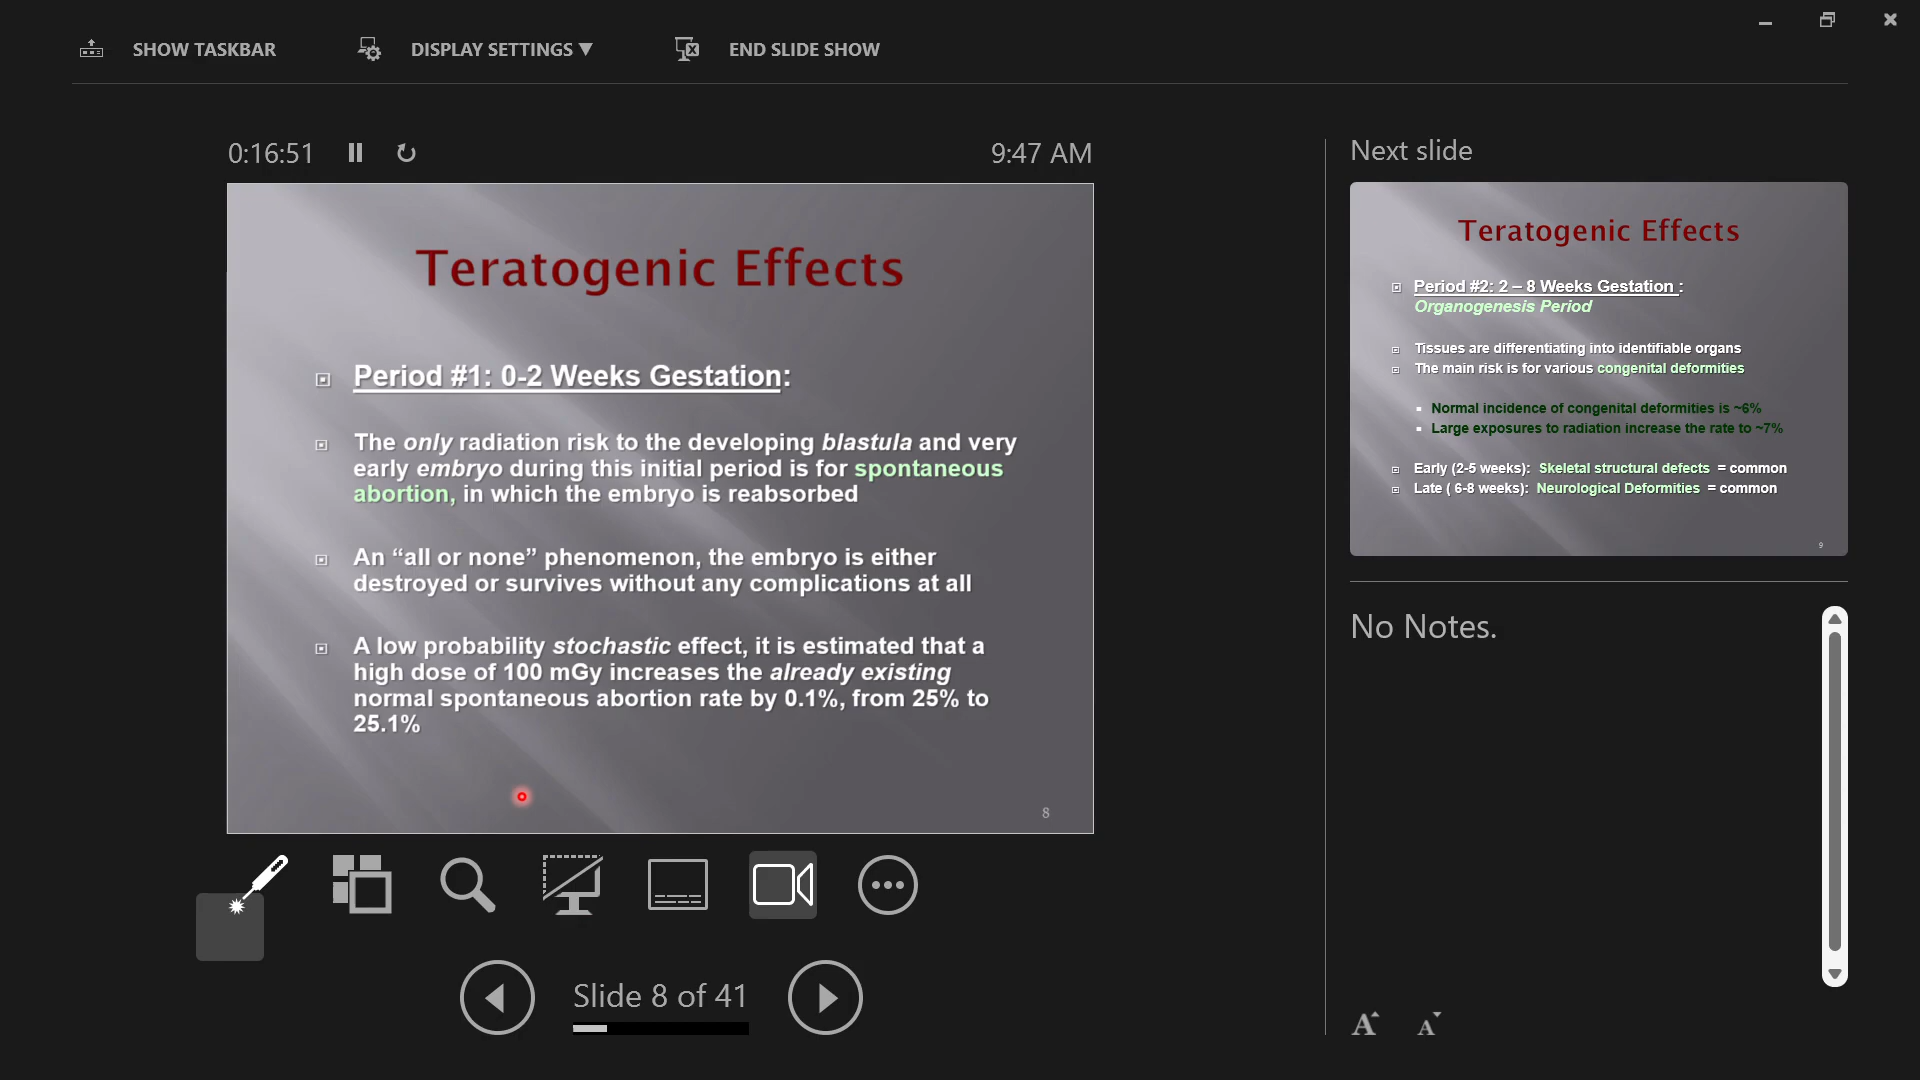 SHOW TASKBAR
DISPLAY SETTINGS ▼
END SLIDE SHOW
0:16:51
9:47 AM
Teratogenic Effects
Period #1: 0-2 Weeks Gestation:
The only radiation risk to the developing blastula and very
early embryo during this initial period is for spontaneous
abortion, in which the embryo is reabsorbed
An “all or none” phenomenon, the embryo is either
destroyed or survives without any complications at all
A low probability stochastic effect, it is estimated that a
high dose of 100 mGy increases the already existing
normal spontaneous abortion rate by 0.1%, from 25% to
25.1%
8
Slide 8 of 41
Next slide
Teratogenic Effects
Period #2: 2 – 8 Weeks Gestation :
Organogenesis Period
Tissues are differentiating into identifiable organs
The main risk is for various congenital deformities
Normal incidence of congenital deformities is ~6%
Large exposures to radiation increase the rate to ~7%
Early (2-5 weeks): Skeletal structural defects = common
Late ( 6-8 weeks): Neurological Deformities = common
9
No Notes.
A A